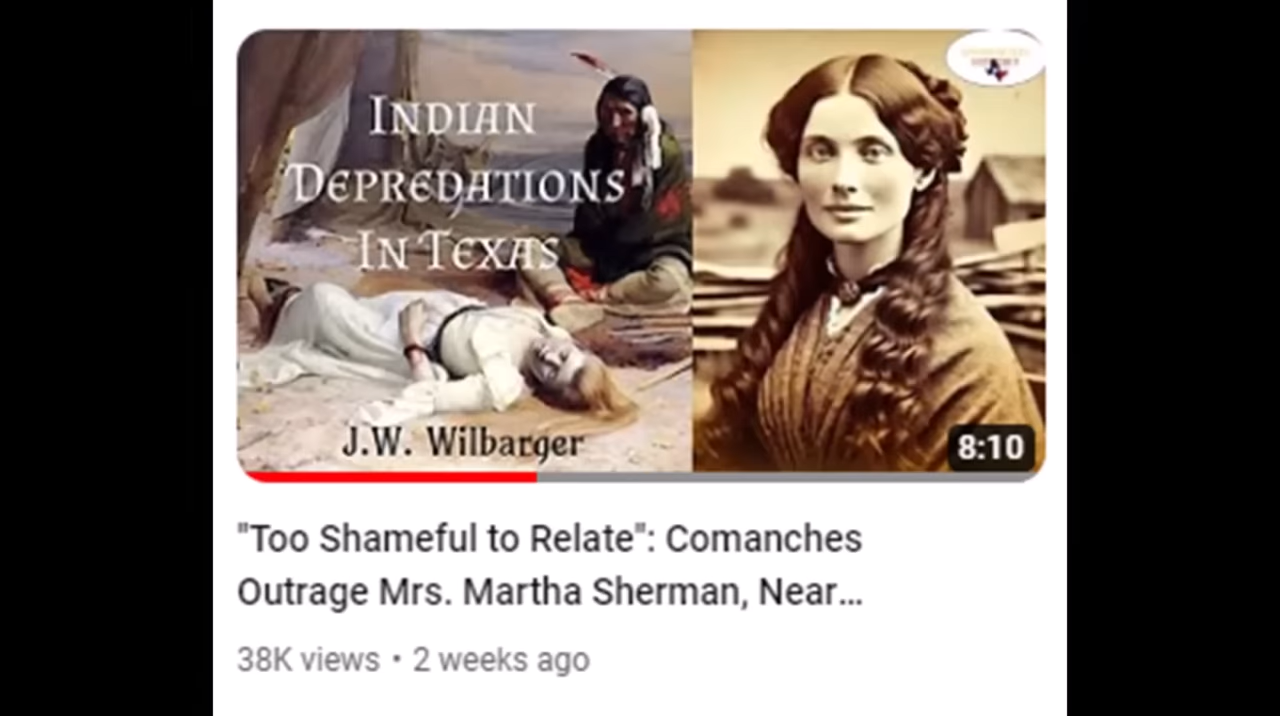 INDIAN
DEPREDATIONS
IN TEXAS
J.W. Wilbarger
8:10
"Too Shameful to Relate": Comanches
Outrage Mrs. Martha Sherman, Near...
38K views • 2 weeks ago